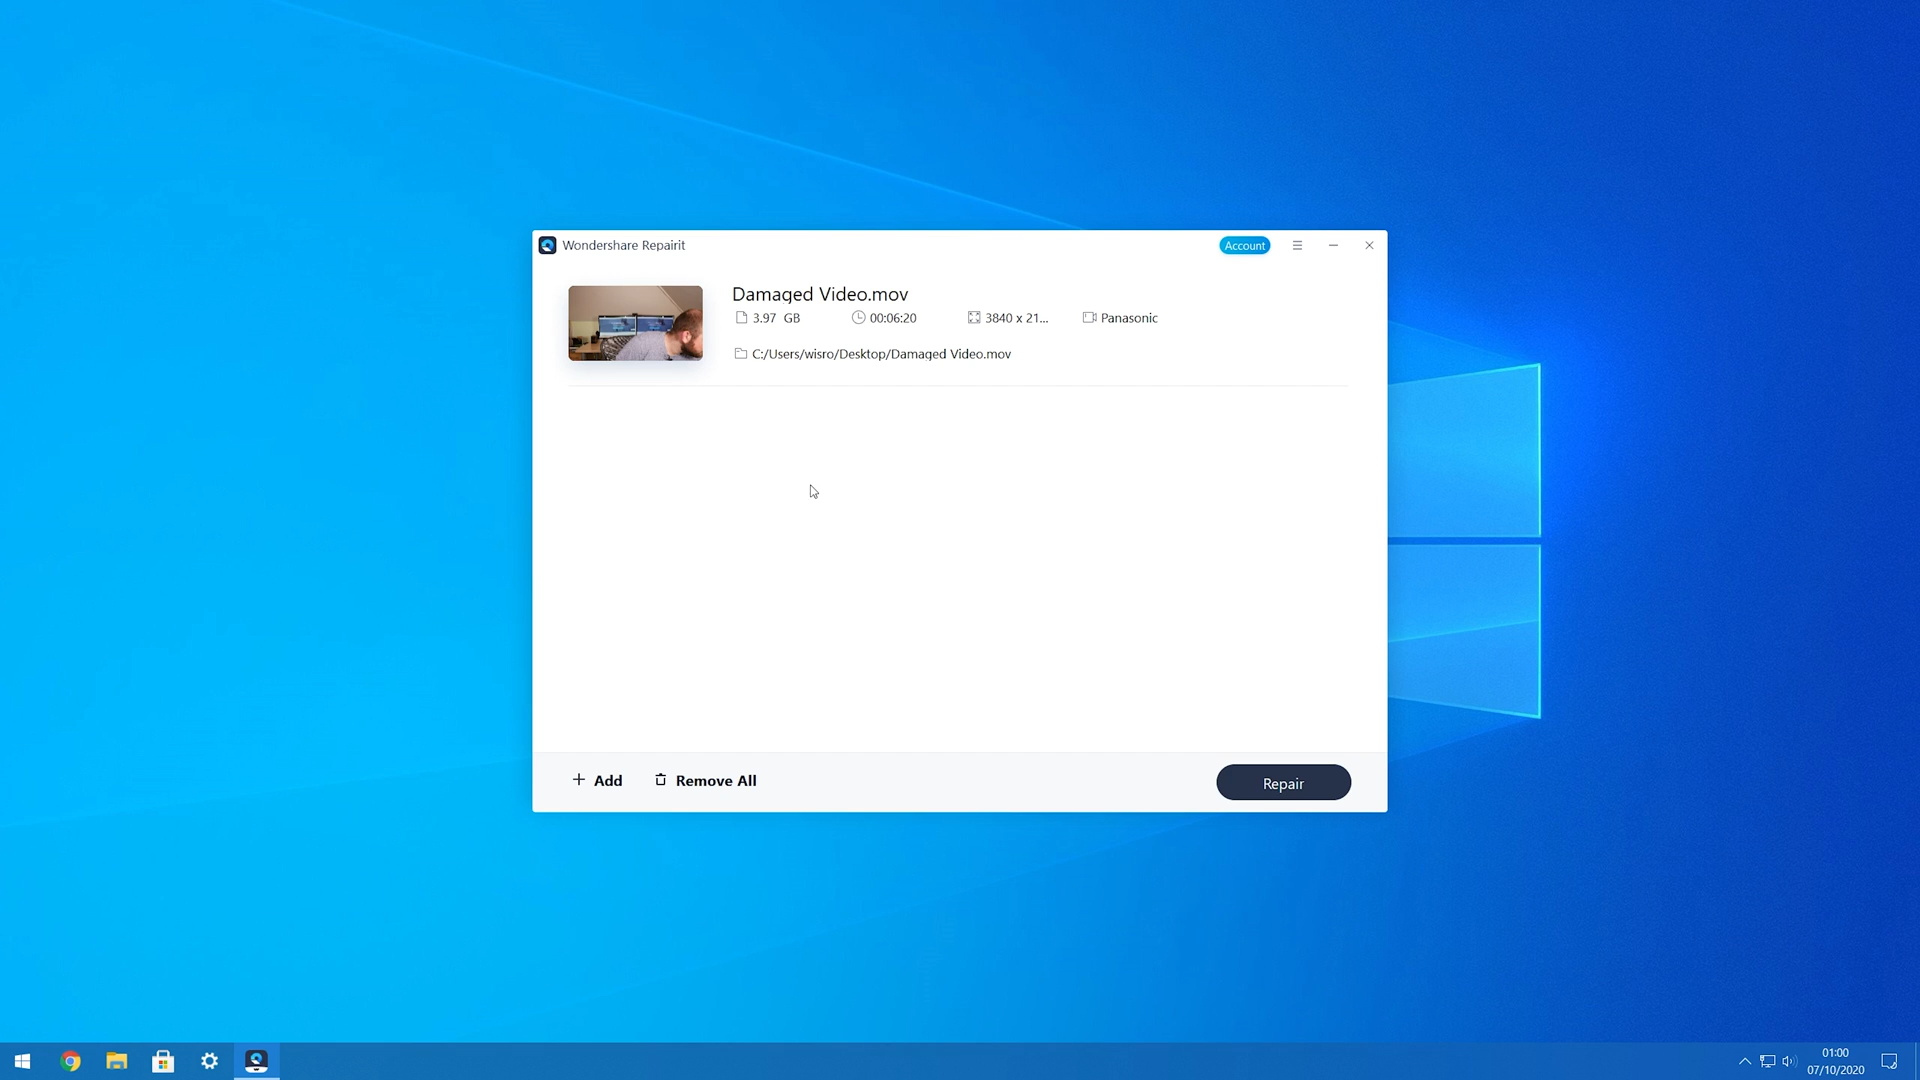 Wondershare Repairit
Account
Damaged Video.mov
3.97 GB 00:06:20 3840 x 21... Panasonic
C:/Users/wisro/Desktop/Damaged Video.mov
Add Remove All
Repair
01:00
07/10/2020